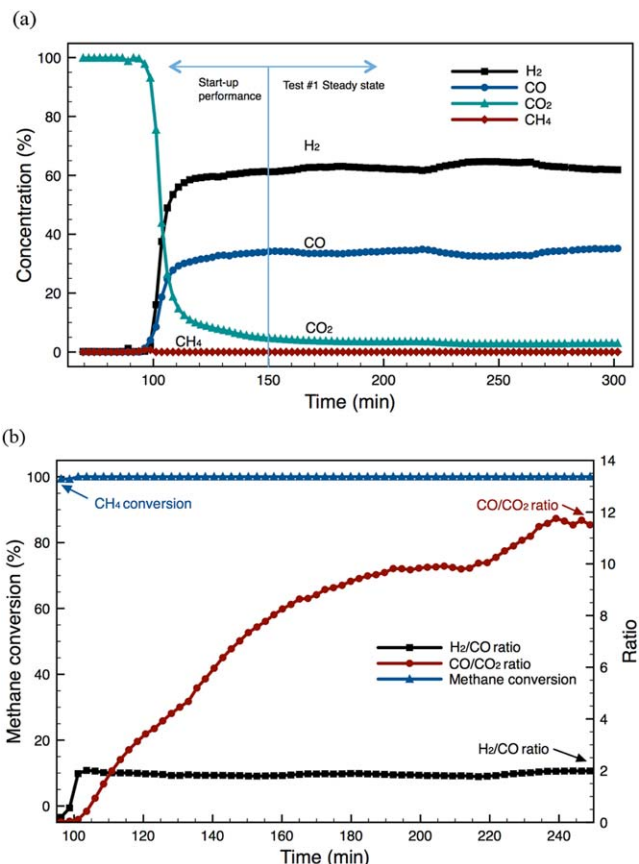 (a)
100
80
60
40
20
0
Concentration (%)
Start-up
performance
Test #1 Steady state
H₂
CO
CO₂
CH₄
H₂
CO
CO₂
CH₄
100
150
200
250
300
Time (min)
(b)
100
80
60
40
20
0
Methane conversion (%)
14
12
10
8
6
4
2
0
Ratio
CH₄ conversion
CO/CO₂ ratio
H₂/CO ratio
CO/CO₂ ratio
Methane conversion
H₂/CO ratio
100
120
140
160
180
200
220
240
Time (min)